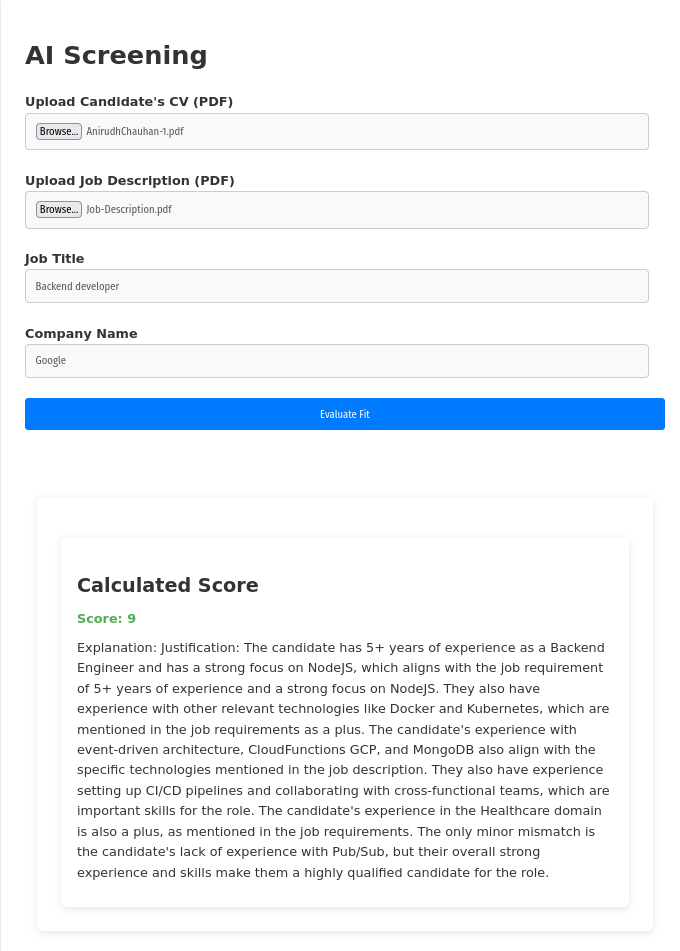 AI Screening
Upload Candidate's CV (PDF)
Browse... AnirudhChauhan-1.pdf
Upload Job Description (PDF)
Browse... Job-Description.pdf
Job Title
Backend developer
Company Name
Google
Evaluate Fit
Calculated Score
Score: 9
Explanation: Justification: The candidate has 5+ years of experience as a Backend
Engineer and has a strong focus on NodeJS, which aligns with the job requirement
of 5+ years of experience and a strong focus on NodeJS. They also have
experience with other relevant technologies like Docker and Kubernetes, which are
mentioned in the job requirements as a plus. The candidate's experience with
event-driven architecture, CloudFunctions GCP, and MongoDB also align with the
specific technologies mentioned in the job description. They also have experience
setting up CI/CD pipelines and collaborating with cross-functional teams, which are
important skills for the role. The candidate's experience in the Healthcare domain
is also a plus, as mentioned in the job requirements. The only minor mismatch is
the candidate's lack of experience with Pub/Sub, but their overall strong
experience and skills make them a highly qualified candidate for the role.